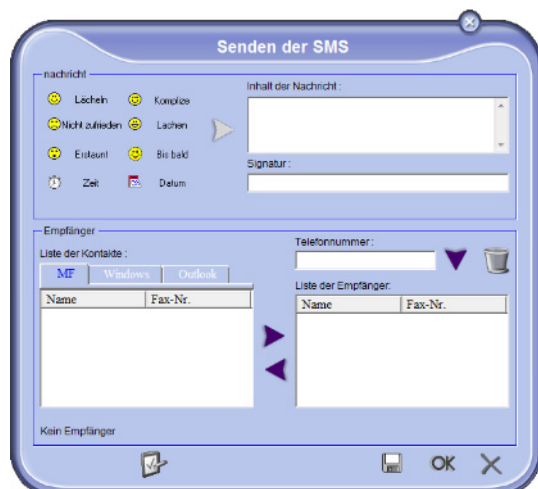 Senden der SMS
nachricht
Inhalt der Nachricht :
Lächeln
Komplize
Nicht zufrieden
Lachen
Erstaunt
Bis bald
Signatur :
Zeit
Datum
Empfänger
Liste der Kontakte :
Telefonnummer :
MF Windows Outlook
Liste der Empfänger:
Name Fax-Nr.
Name Fax-Nr.
Kein Empfänger
OK